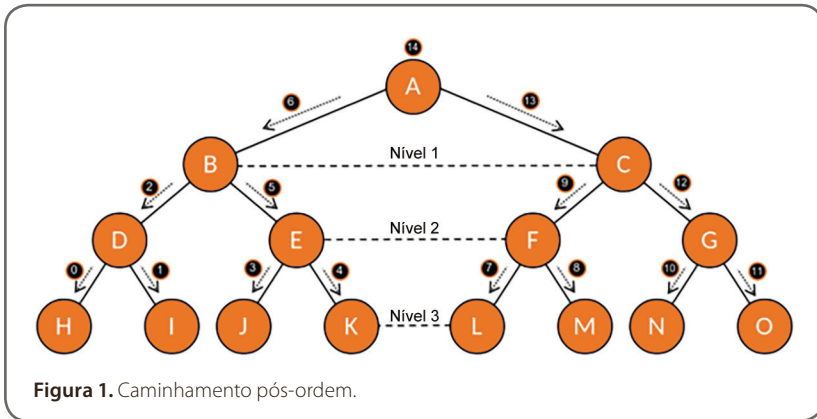 14
A
6
13
B
Nível 1
C
2
5
9
12
D
E
Nível 2
F
G
0
1
3
4
7
8
10
11
H
I
J
K
Nível 3
L
M
N
O
Figura 1. Caminhamento pós-ordem.